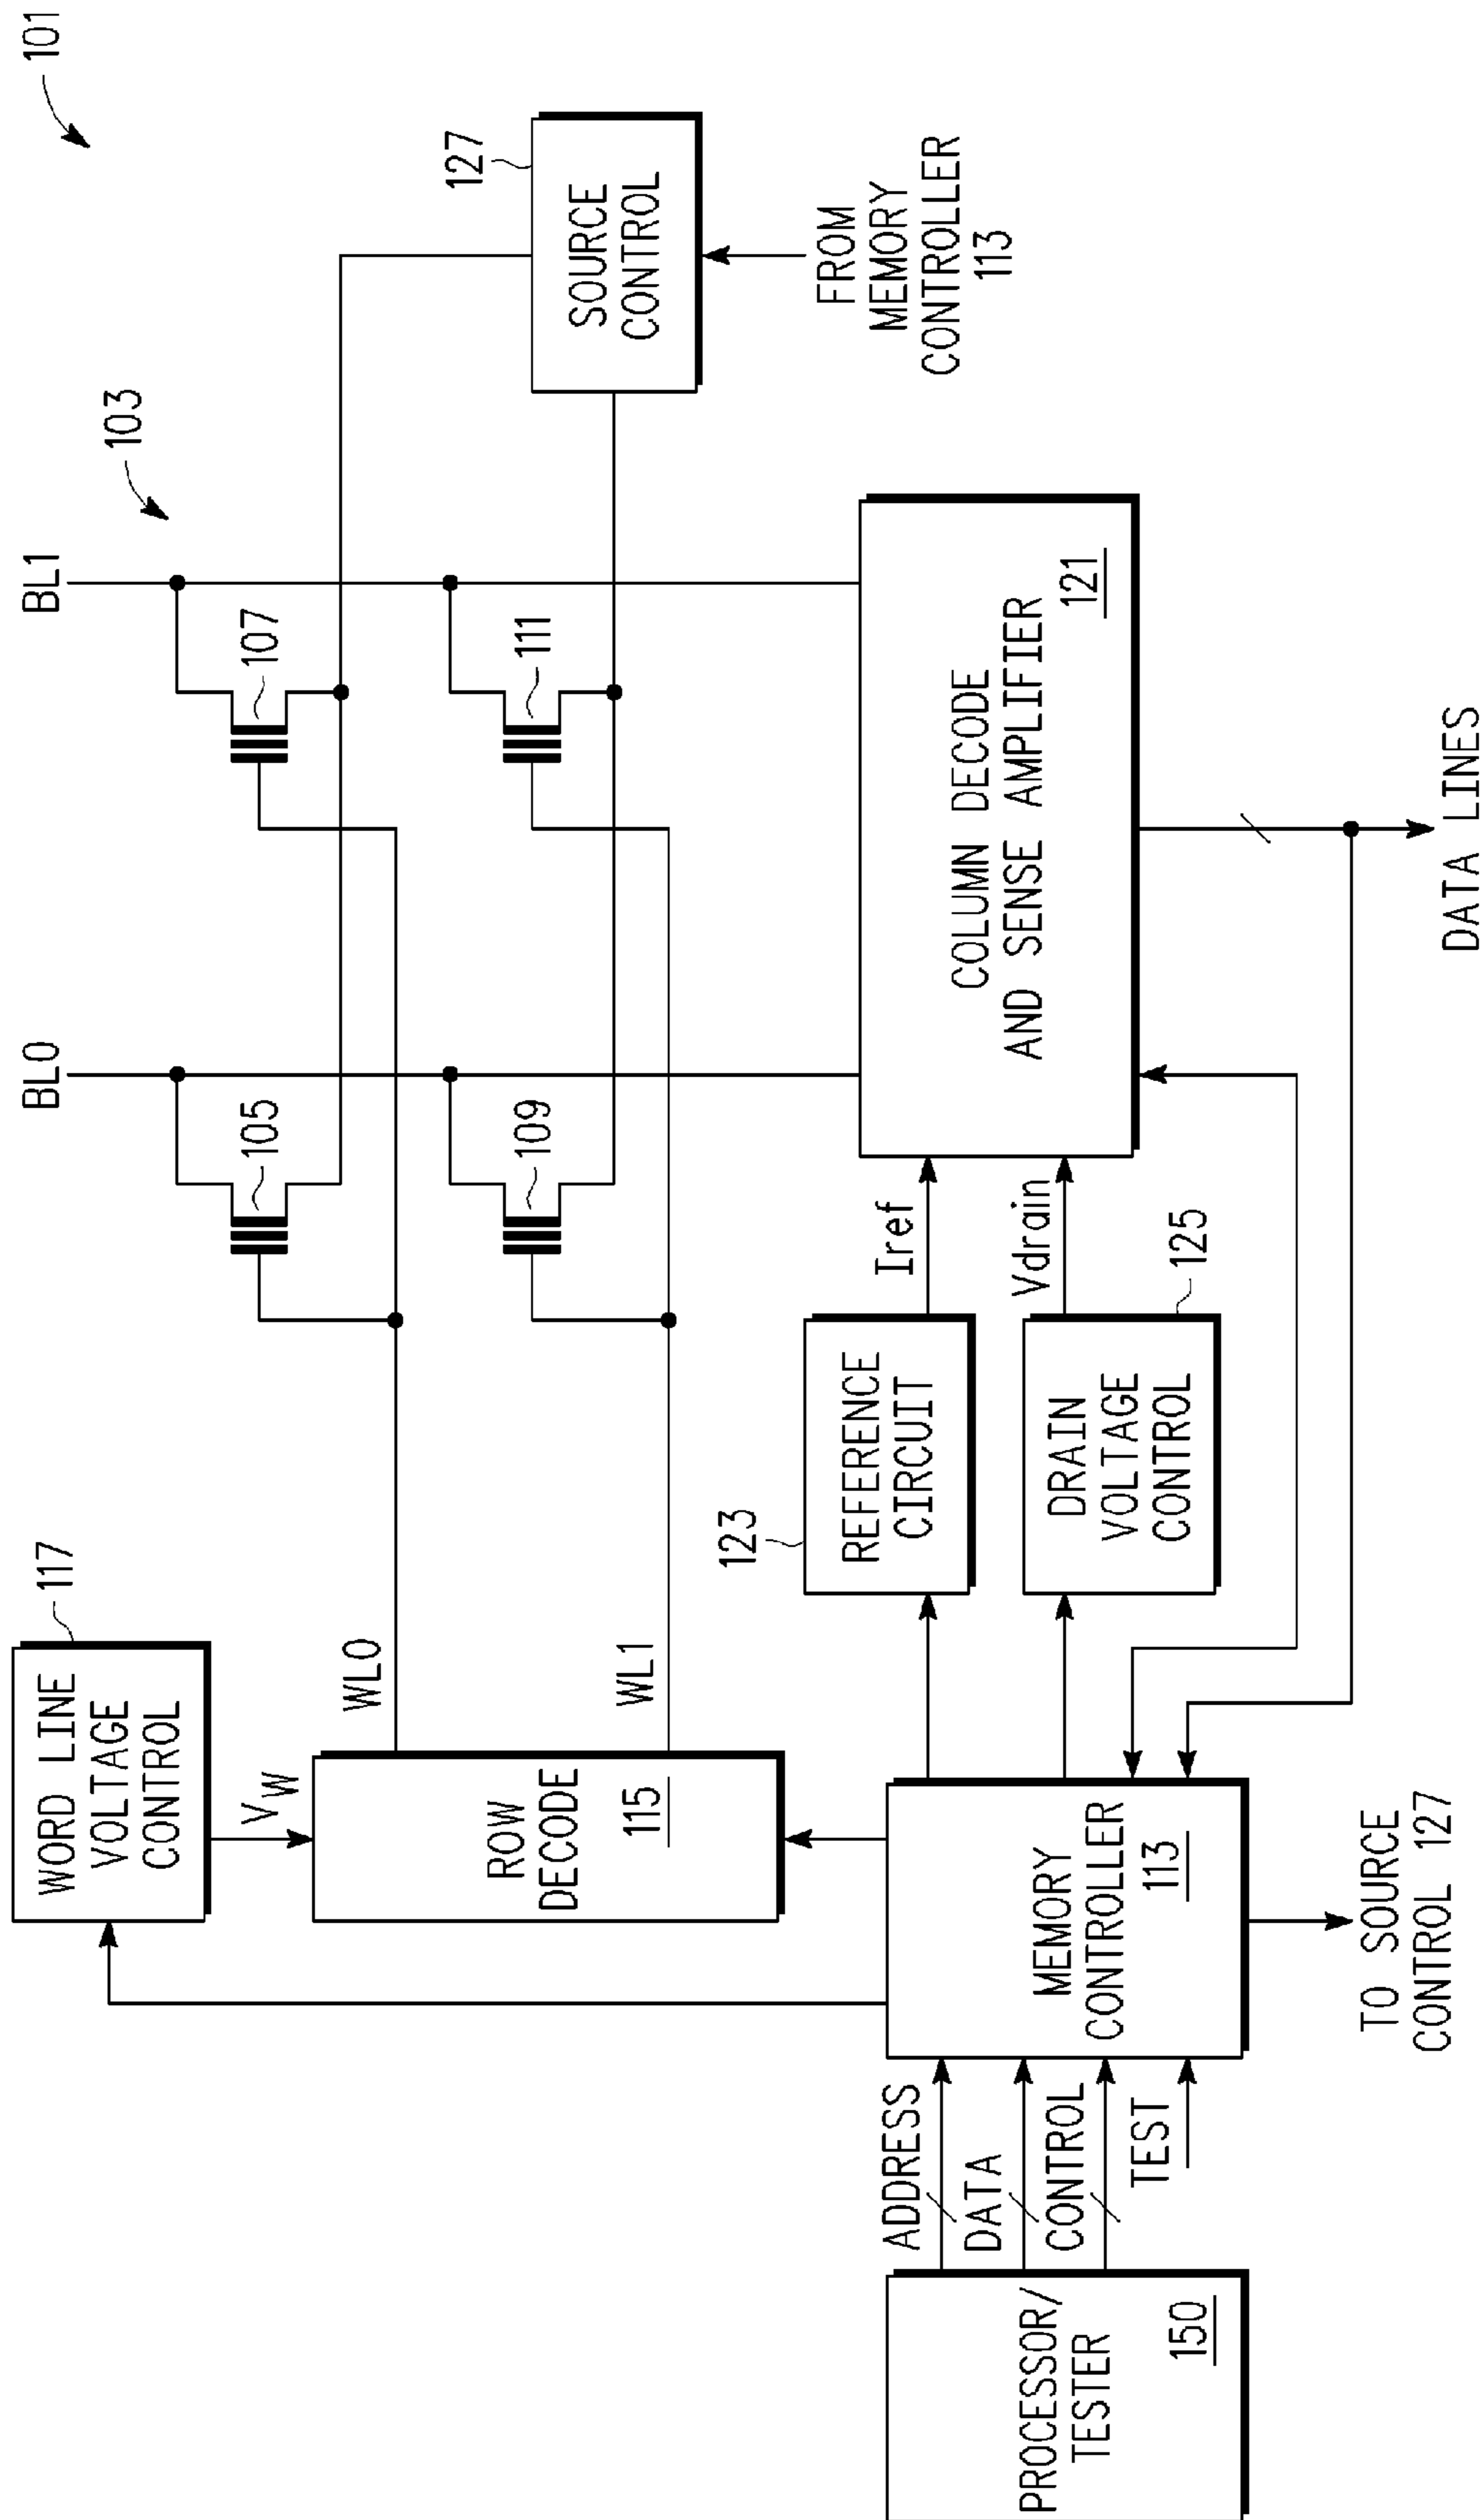 101
103
BL0
BL1
WORD LINE
VOLTAGE
CONTROL
117
VW
WL0
WL1
105
107
109
111
127
SOURCE
CONTROL
FROM
MEMORY
CONTROLLER
113
ROW
DECODE
115
123
REFERENCE
CIRCUIT
Iref
DRAIN
VOLTAGE
CONTROL
125
Vdrain
COLUMN DECODE
AND SENSE AMPLIFIER
121
PROCESSOR/
TESTER
150
ADDRESS
DATA
CONTROL
TEST
MEMORY
CONTROLLER
113
TO SOURCE
CONTROL 127
DATA LINES